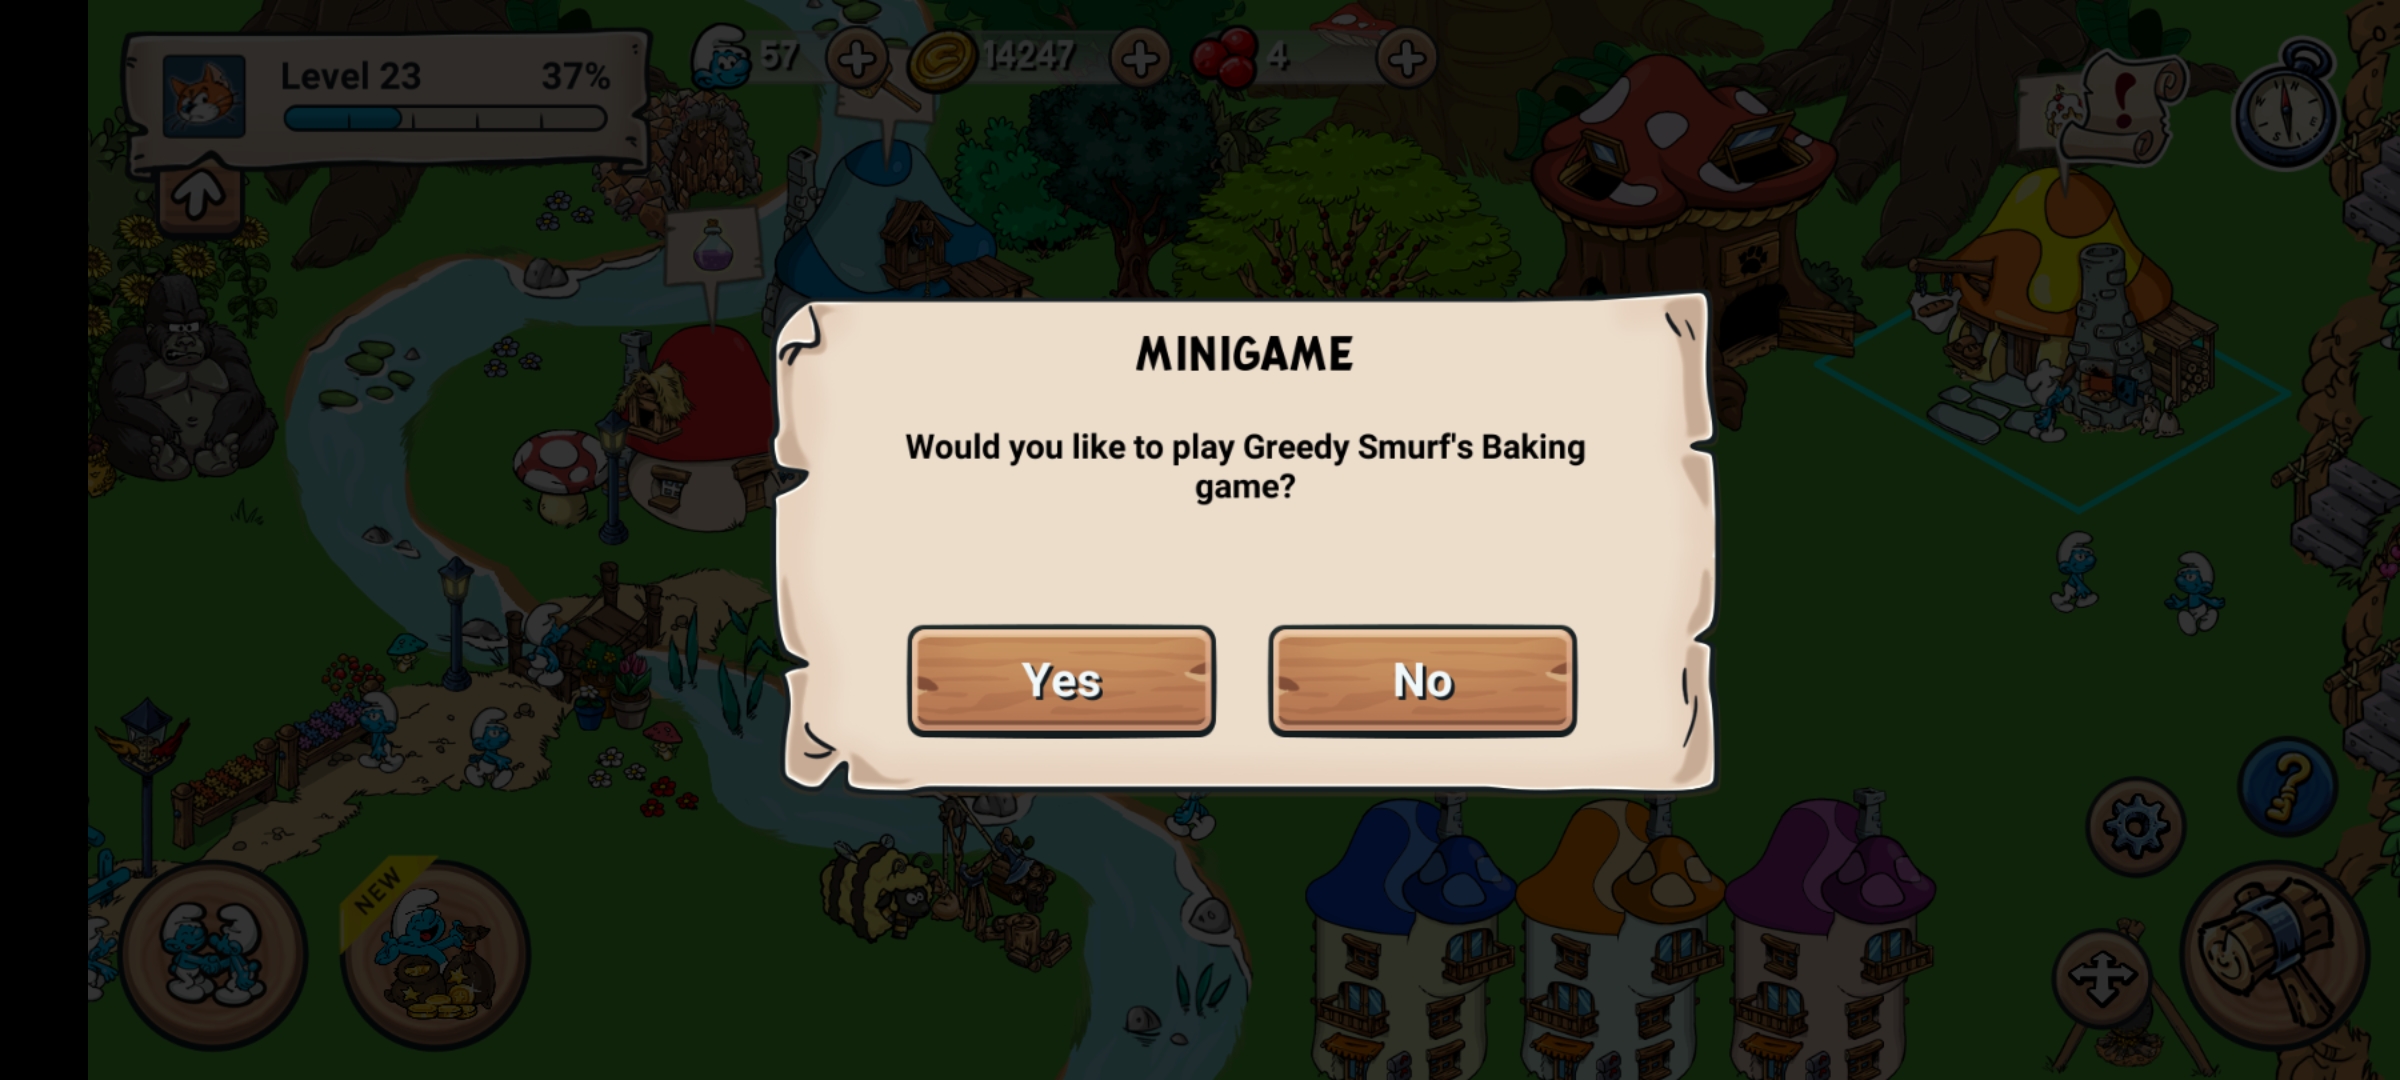 Level 23 37%
57
14247
4
MINIGAME
Would you like to play Greedy Smurf's Baking
game?
Yes
No
NEW